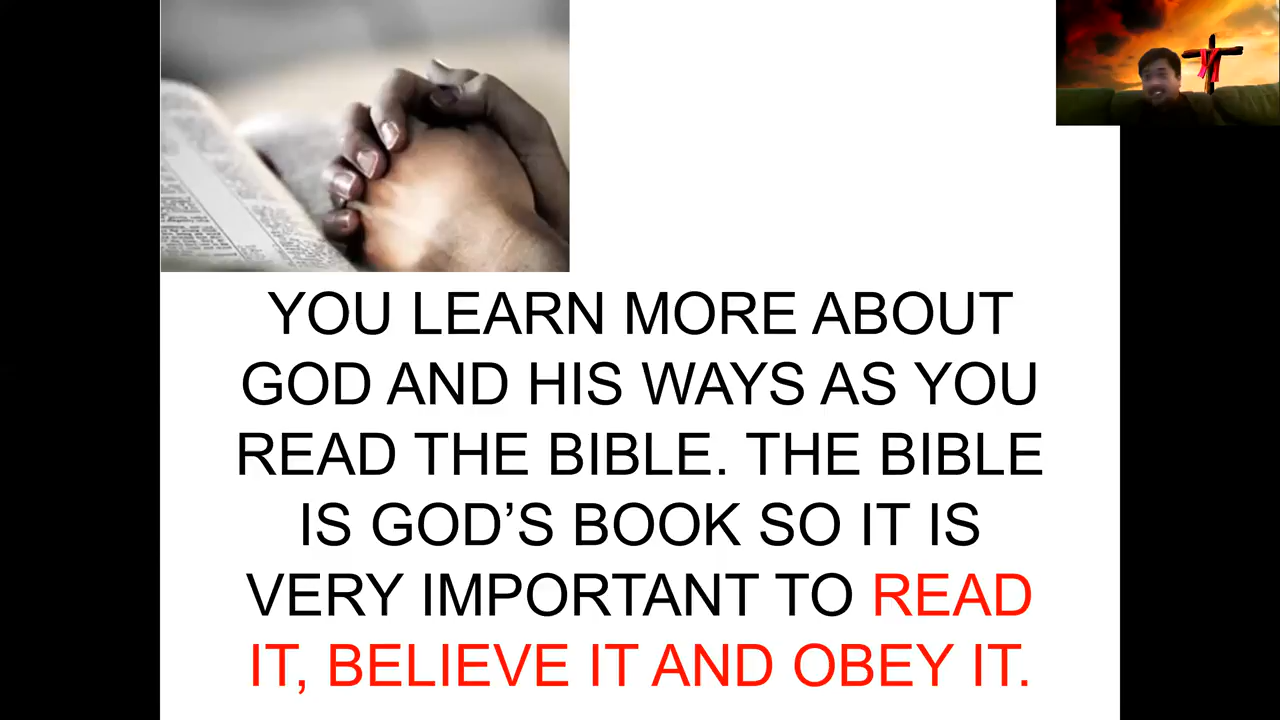 YOU LEARN MORE ABOUT
GOD AND HIS WAYS AS YOU
READ THE BIBLE. THE BIBLE
IS GOD’S BOOK SO IT IS
VERY IMPORTANT TO READ
IT, BELIEVE IT AND OBEY IT.